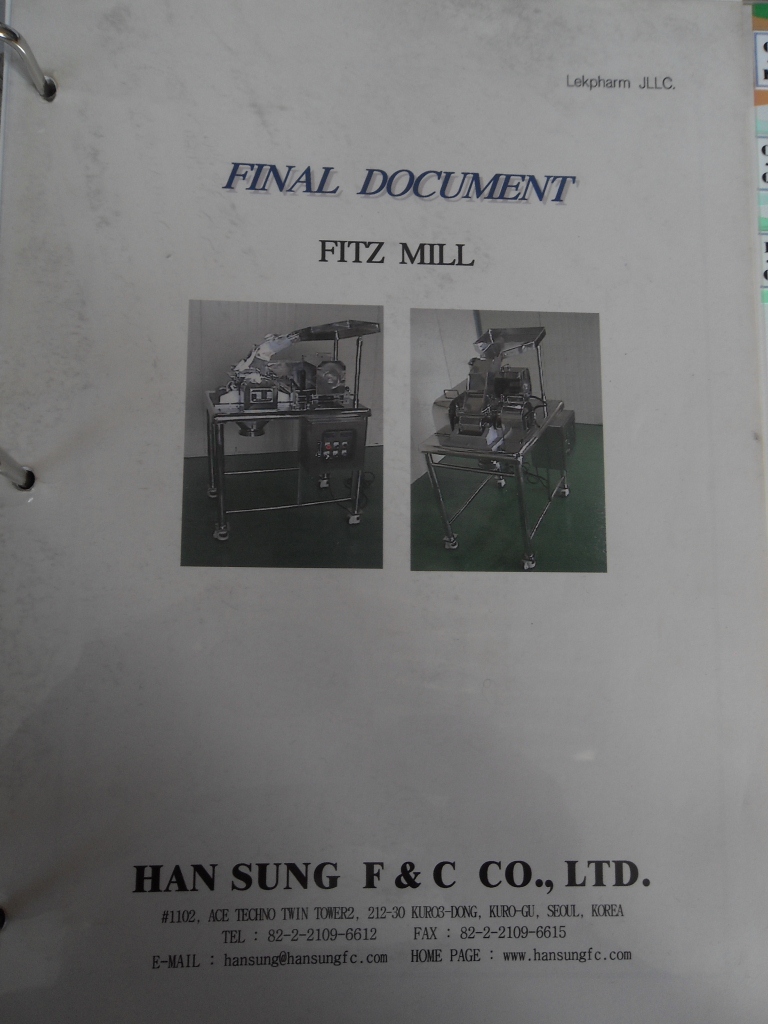 Lekpharm JLLC.
FINAL DOCUMENT
FITZ MILL
HAN SUNG F & C CO., LTD.
#1102, ACE TECHNO TWIN TOWER2, 212-30 KURO3-DONG, KURO-GU, SEOUL, KOREA
TEL : 82-2-2109-6612 FAX : 82-2-2109-6615
E-MAIL : hansung@hansungfc.com HOME PAGE : www.hansungfc.com